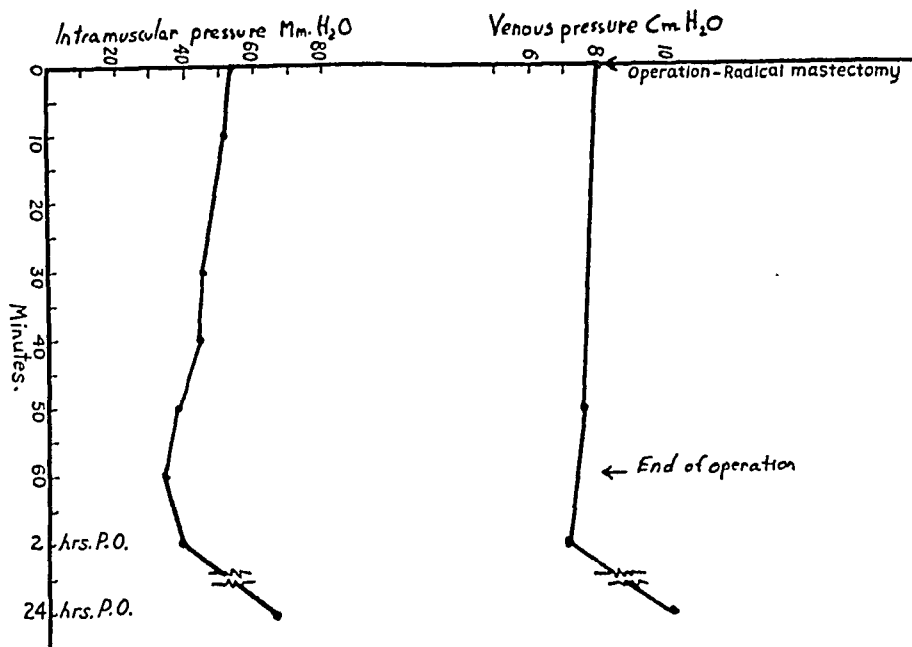 Intramuscular pressure Mm. H₂O
Venous pressure Cm. H₂O
20 40 60 80
6 8 10
0
← Operation-Radical mastectomy
10
20
30
Minutes.
40
50
60
← End of operation
2 hrs. P.O.
24 hrs. P.O.